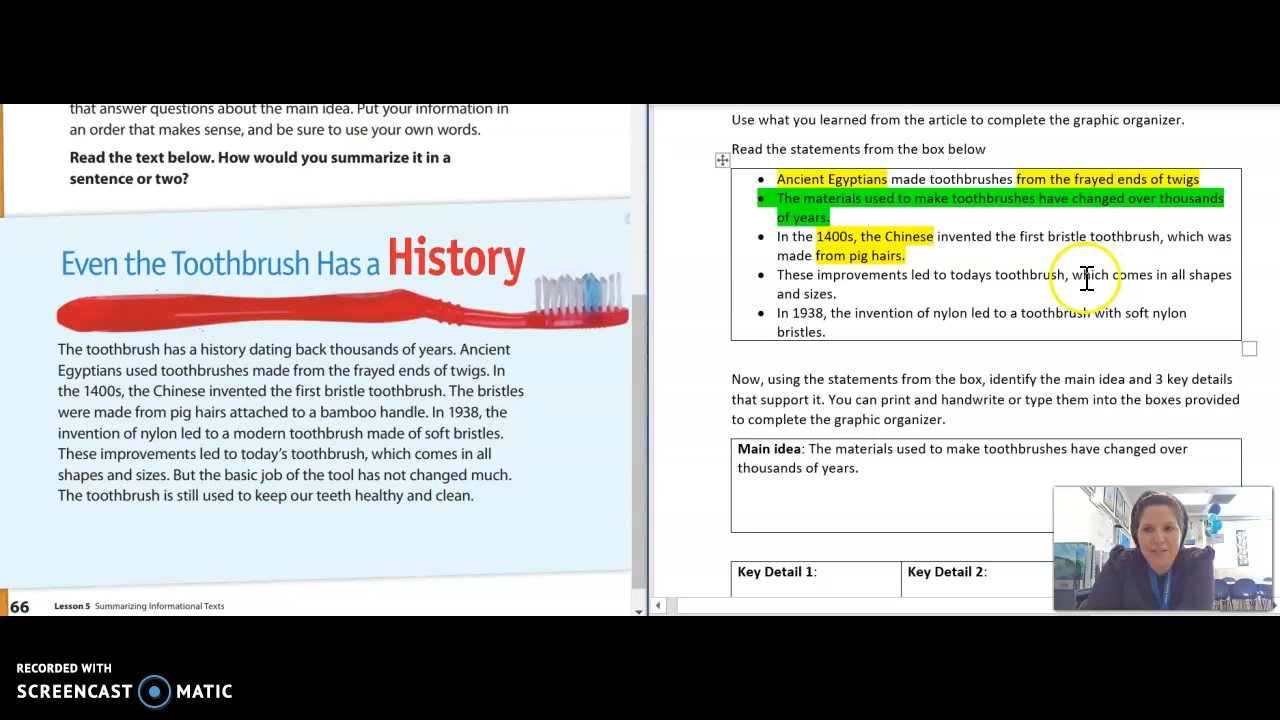 that answer questions about the main idea. Put your information in
an order that makes sense, and be sure to use your own words.
Read the text below. How would you summarize it in a
sentence or two?
Even the Toothbrush Has a History
The toothbrush has a history dating back thousands of years. Ancient
Egyptians used toothbrushes made from the frayed ends of twigs. In
the 1400s, the Chinese invented the first bristle toothbrush. The bristles
were made from pig hairs attached to a bamboo handle. In 1938, the
invention of nylon led to a modern toothbrush made of soft bristles.
These improvements led to today's toothbrush, which comes in all
shapes and sizes. But the basic job of the tool has not changed much.
The toothbrush is still used to keep our teeth healthy and clean.
66 Lesson 5 Summarizing Informational Texts
Use what you learned from the article to complete the graphic organizer.
Read the statements from the box below
• Ancient Egyptians made toothbrushes from the frayed ends of twigs
• The materials used to make toothbrushes have changed over thousands
of years.
• In the 1400s, the Chinese invented the first bristle toothbrush, which was
made from pig hairs.
• These improvements led to todays toothbrush, which comes in all shapes
and sizes.
• In 1938, the invention of nylon led to a toothbrush with soft nylon
bristles.
Now, using the statements from the box, identify the main idea and 3 key details
that support it. You can print and handwrite or type them into the boxes provided
to complete the graphic organizer.
Main idea: The materials used to make toothbrushes have changed over
thousands of years.
Key Detail 1:
Key Detail 2:
RECORDED WITH
SCREENCAST MATIC